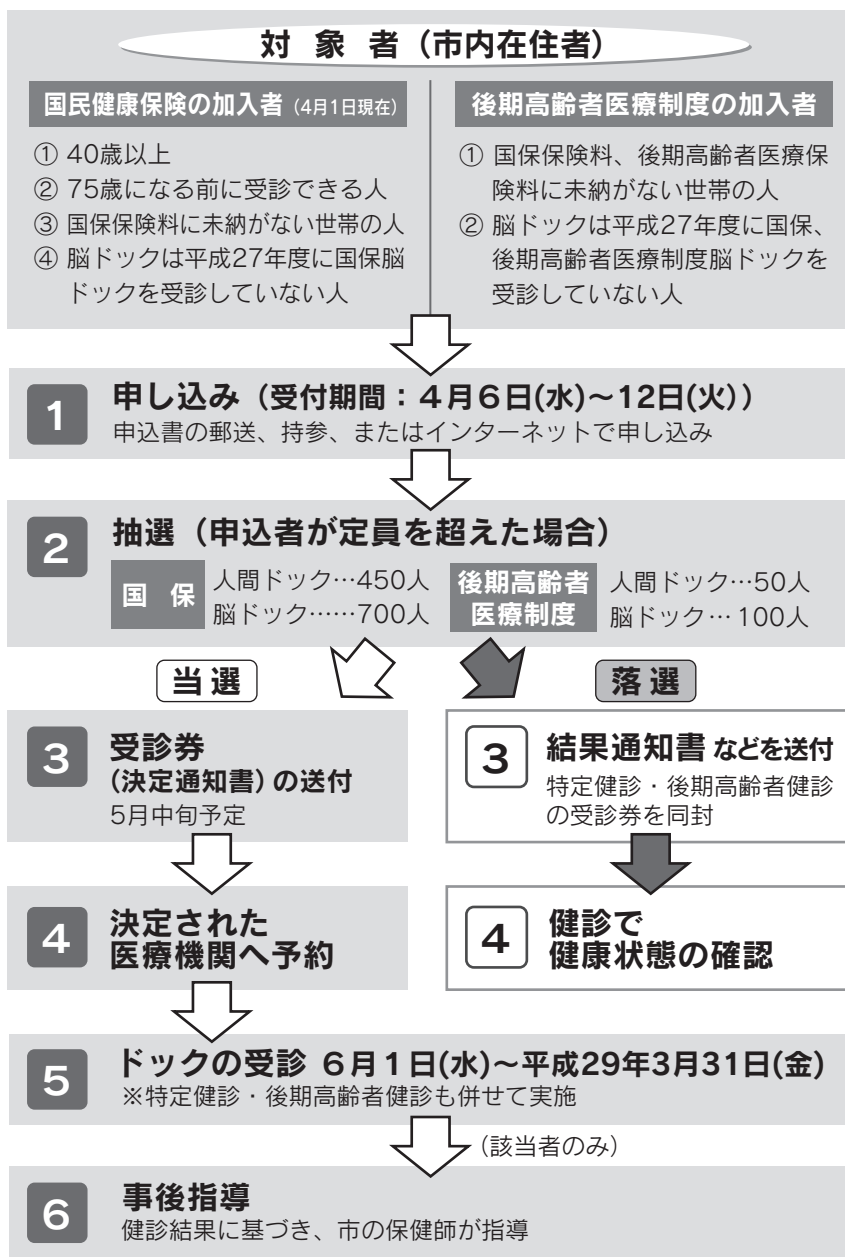 対象者(市内在住者)
国民健康保険の加入者(4月1日現在)
① 40歳以上
② 75歳になる前に受診できる人
③ 国保保険料に未納がない世帯の人
④ 脳ドックは平成27年度に国保脳
ドックを受診していない人
後期高齢者医療制度の加入者
① 国保保険料、後期高齢者医療保
険料に未納がない世帯の人
② 脳ドックは平成27年度に国保、
後期高齢者医療制度脳ドックを
受診していない人
1 申し込み(受付期間:4月6日(水)~12日(火))
申込書の郵送、持参、またはインターネットで申し込み
2 抽選(申込者が定員を超えた場合)
国保
人間ドック…450人
脳ドック……700人
後期高齢者
医療制度
人間ドック…50人
脳ドック…100人
当選
3 受診券
(決定通知書)の送付
5月中旬予定
4 決定された
医療機関へ予約
落選
3 結果通知書などを送付
特定健診・後期高齢者健診
の受診券を同封
4 健診で
健康状態の確認
5 ドックの受診 6月1日(水)~平成29年3月31日(金)
※特定健診・後期高齢者健診も併せて実施
(該当者のみ)
6 事後指導
健診結果に基づき、市の保健師が指導